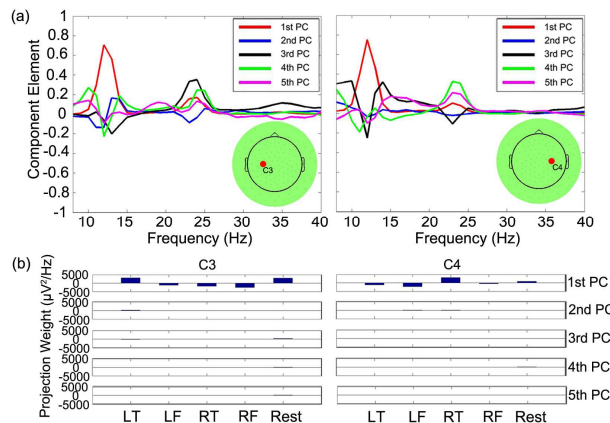 (a)
Component Element
1
0.8
0.6
0.4
0.2
0
-0.2
-0.4
-0.6
-0.8
-1
1st PC
2nd PC
3rd PC
4th PC
5th PC
C3
10 15 20 25 30 35 40
Frequency (Hz)
1st PC
2nd PC
3rd PC
4th PC
5th PC
C4
10 15 20 25 30 35 40
Frequency (Hz)
(b)
C3 C4
Projection Weight (μV²/Hz)
5000
0
-5000
1st PC
5000
0
-5000
2nd PC
5000
0
-5000
3rd PC
5000
0
-5000
4th PC
5000
0
-5000
5th PC
LT LF RT RF Rest
LT LF RT RF Rest